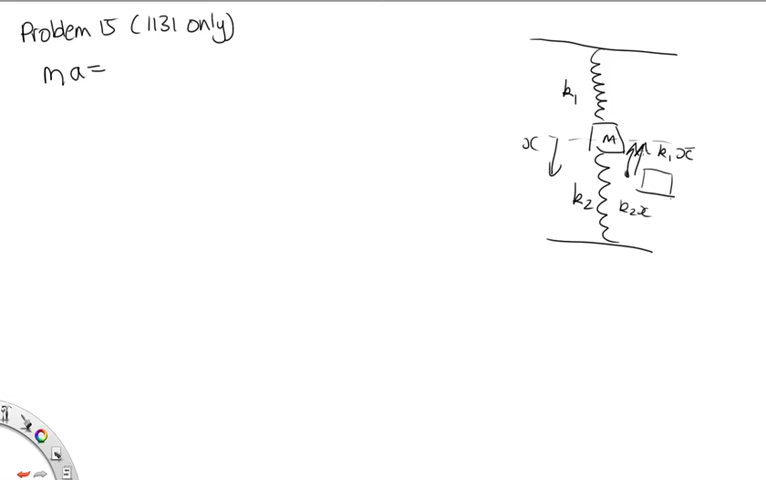 Problem 15 (1131 only)
ma=
k₁
x
M
k₁x
k₂
k₂x